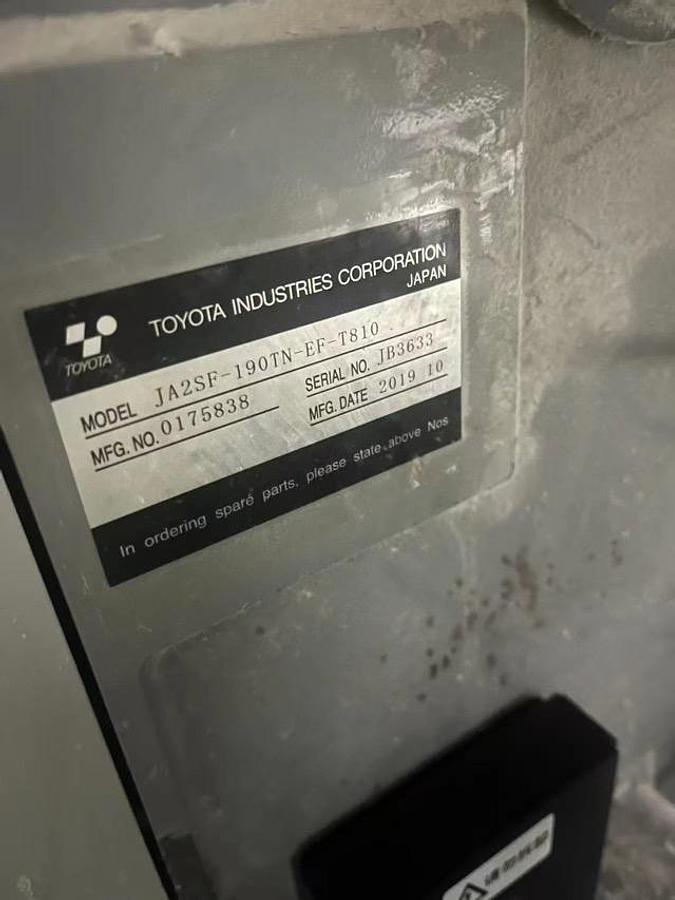 TOYOTA
TOYOTA INDUSTRIES CORPORATION
JAPAN
MODEL JA2SF-190TN-EF-T810
MFG. NO. 0175838
SERIAL NO. JB3633
MFG. DATE 2019 10
In ordering spare parts, please state above Nos